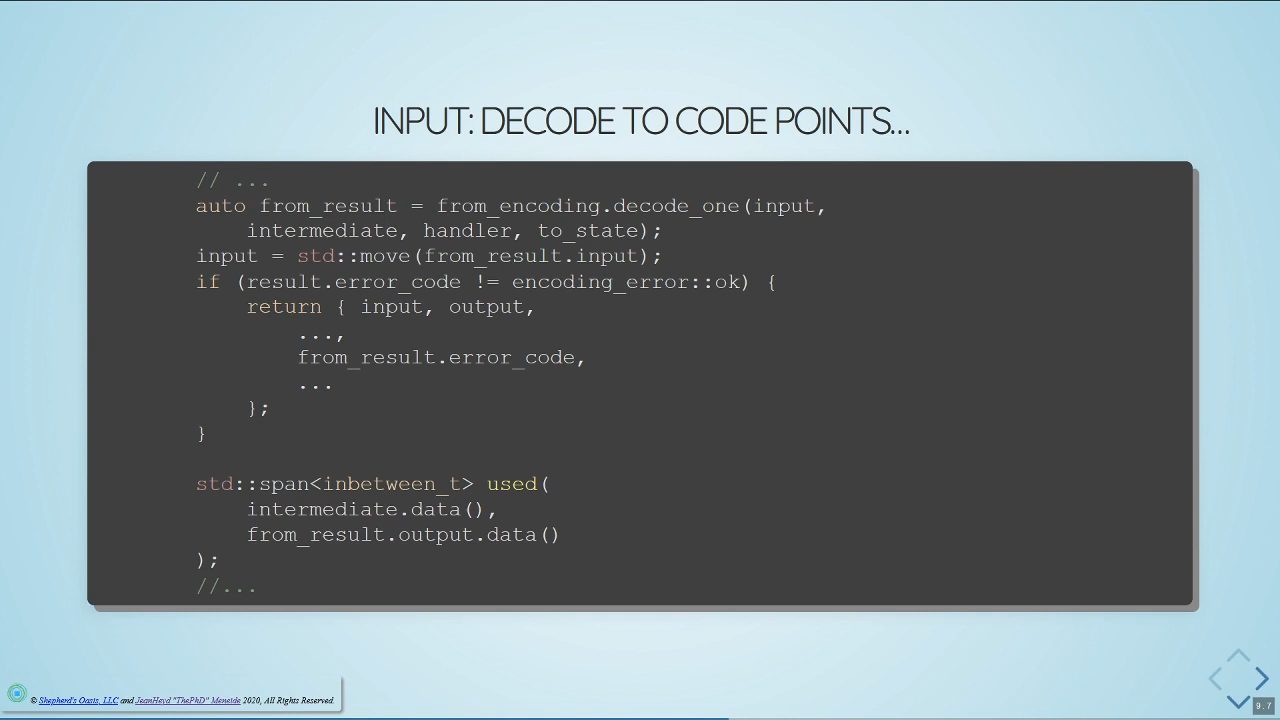 INPUT: DECODE TO CODE POINTS...
// ...
auto from_result = from_encoding.decode_one(input,
    intermediate, handler, to_state);
input = std::move(from_result.input);
if (result.error_code != encoding_error::ok) {
    return { input, output,
        ...,
        from_result.error_code,
        ...
    };
}
std::span<inbetween_t> used(
    intermediate.data(),
    from_result.output.data()
);
//...
© Shepherd's Oasis, LLC and JeanHeyd "ThePhD" Meneide 2020, All Rights Reserved.
9.7